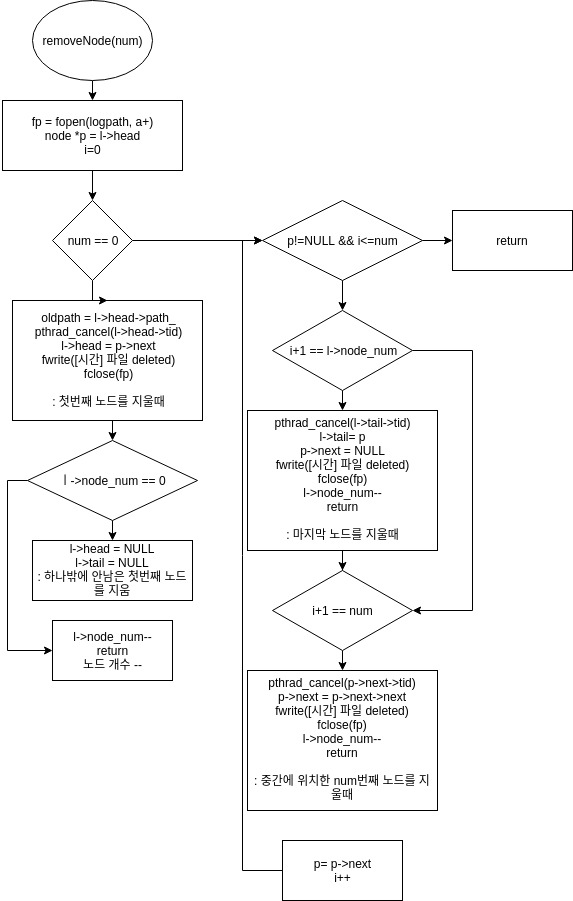 removeNode(num)
fp = fopen(logpath, a+)
node *p = l->head
i=0
num == 0
oldpath = l->head->path_
pthrad_cancel(l->head->tid)
l->head = p->next
fwrite([시간] 파일 deleted)
fclose(fp)
: 첫번째 노드를 지울때
ㅣ->node_num == 0
l->head = NULL
l->tail = NULL
: 하나밖에 안남은 첫번째 노드
를 지움
l->node_num--
return
노드 개수 --
p!=NULL && i<=num
return
i+1 == l->node_num
pthrad_cancel(l->tail->tid)
l->tail= p
p->next = NULL
fwrite([시간] 파일 deleted)
fclose(fp)
l->node_num--
return
: 마지막 노드를 지울때
i+1 == num
pthrad_cancel(p->next->tid)
p->next = p->next->next
fwrite([시간] 파일 deleted)
fclose(fp)
l->node_num--
return
: 중간에 위치한 num번째 노드를 지
울때
p= p->next
i++